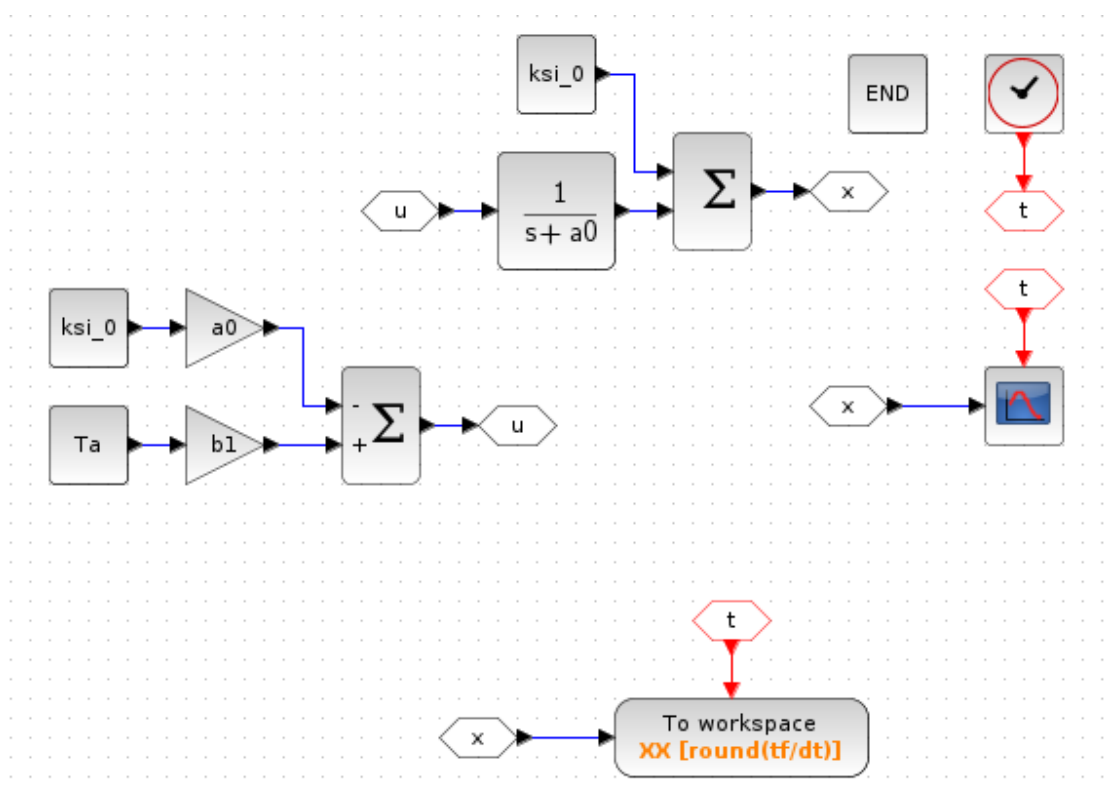 ksi_0
END
u
1
s+ a0
Σ
x
t
t
ksi_0
a0
-
Σ
+
u
x
Ta
b1
t
x
To workspace
XX [round(tf/dt)]